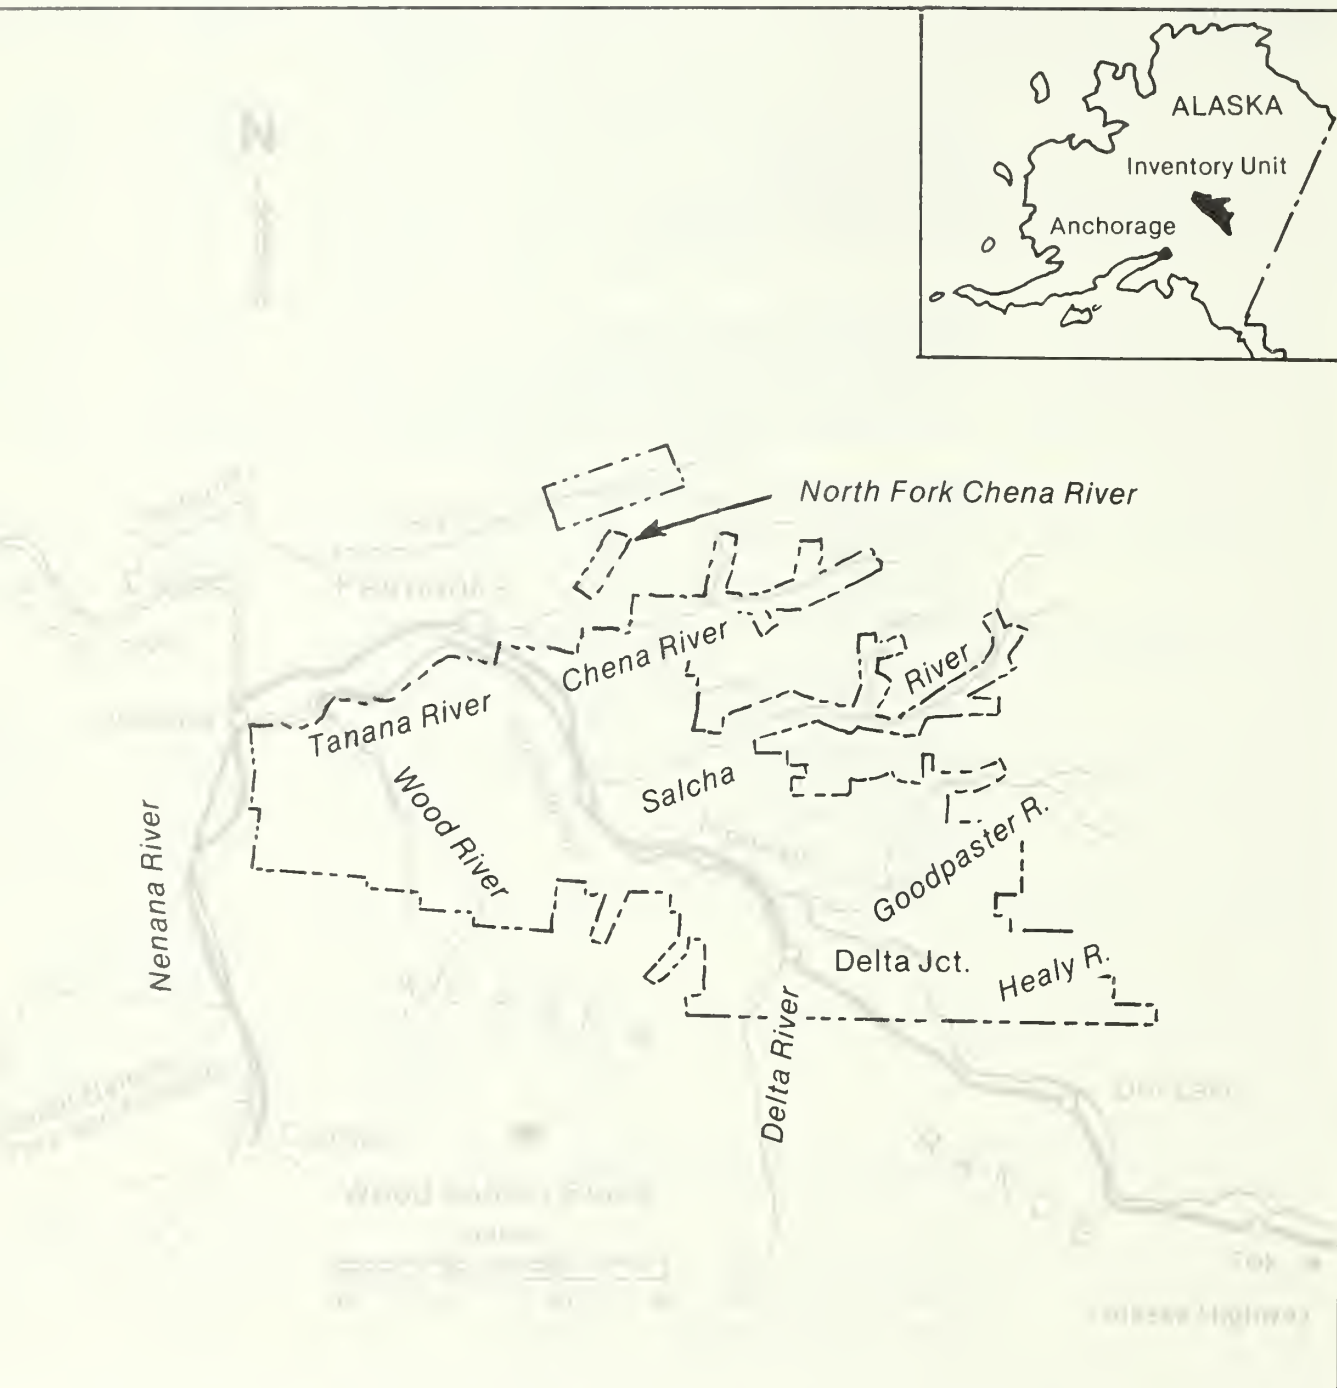 N
ALASKA
Inventory Unit
Anchorage
North Fork Chena River
Chena River
River
Tanana River
Wood River
Salcha
Nenana River
Goodpaster R.
Delta Jct.
Healy R.
Delta River
Tok